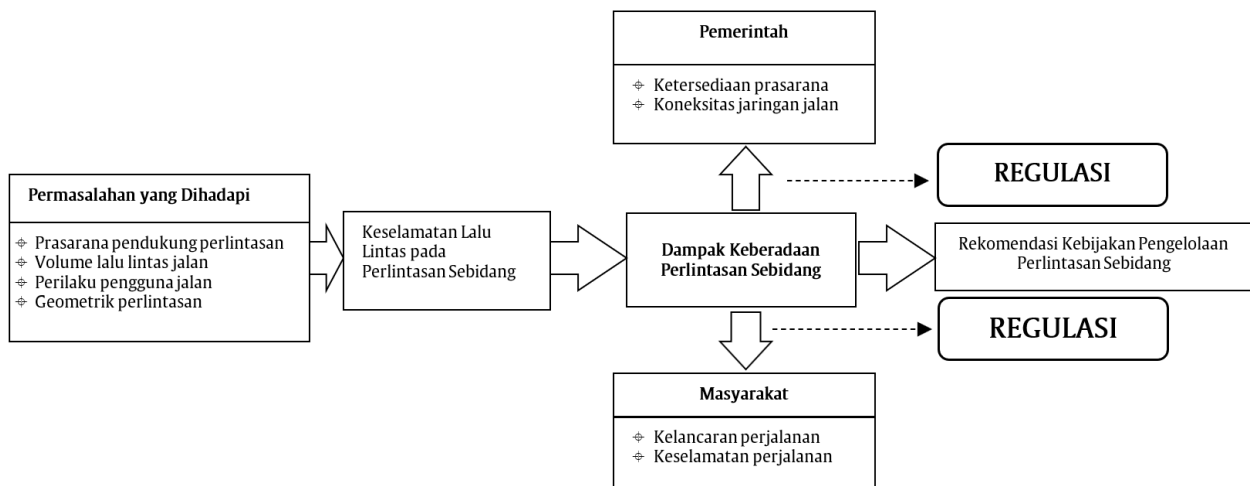 Permasalahan yang Dihadapi
Prasarana pendukung perlintasan
Volume lalu lintas jalan
Perilaku pengguna jalan
Geometrik perlintasan
Keselamatan Lalu
Lintas pada
Perlintasan Sebidang
Pemerintah
Ketersediaan prasarana
Koneksitas jaringan jalan
Dampak Keberadaan
Perlintasan Sebidang
Masyarakat
Kelancaran perjalanan
Keselamatan perjalanan
REGULASI
Rekomendasi Kebijakan Pengelolaan
Perlintasan Sebidang
REGULASI